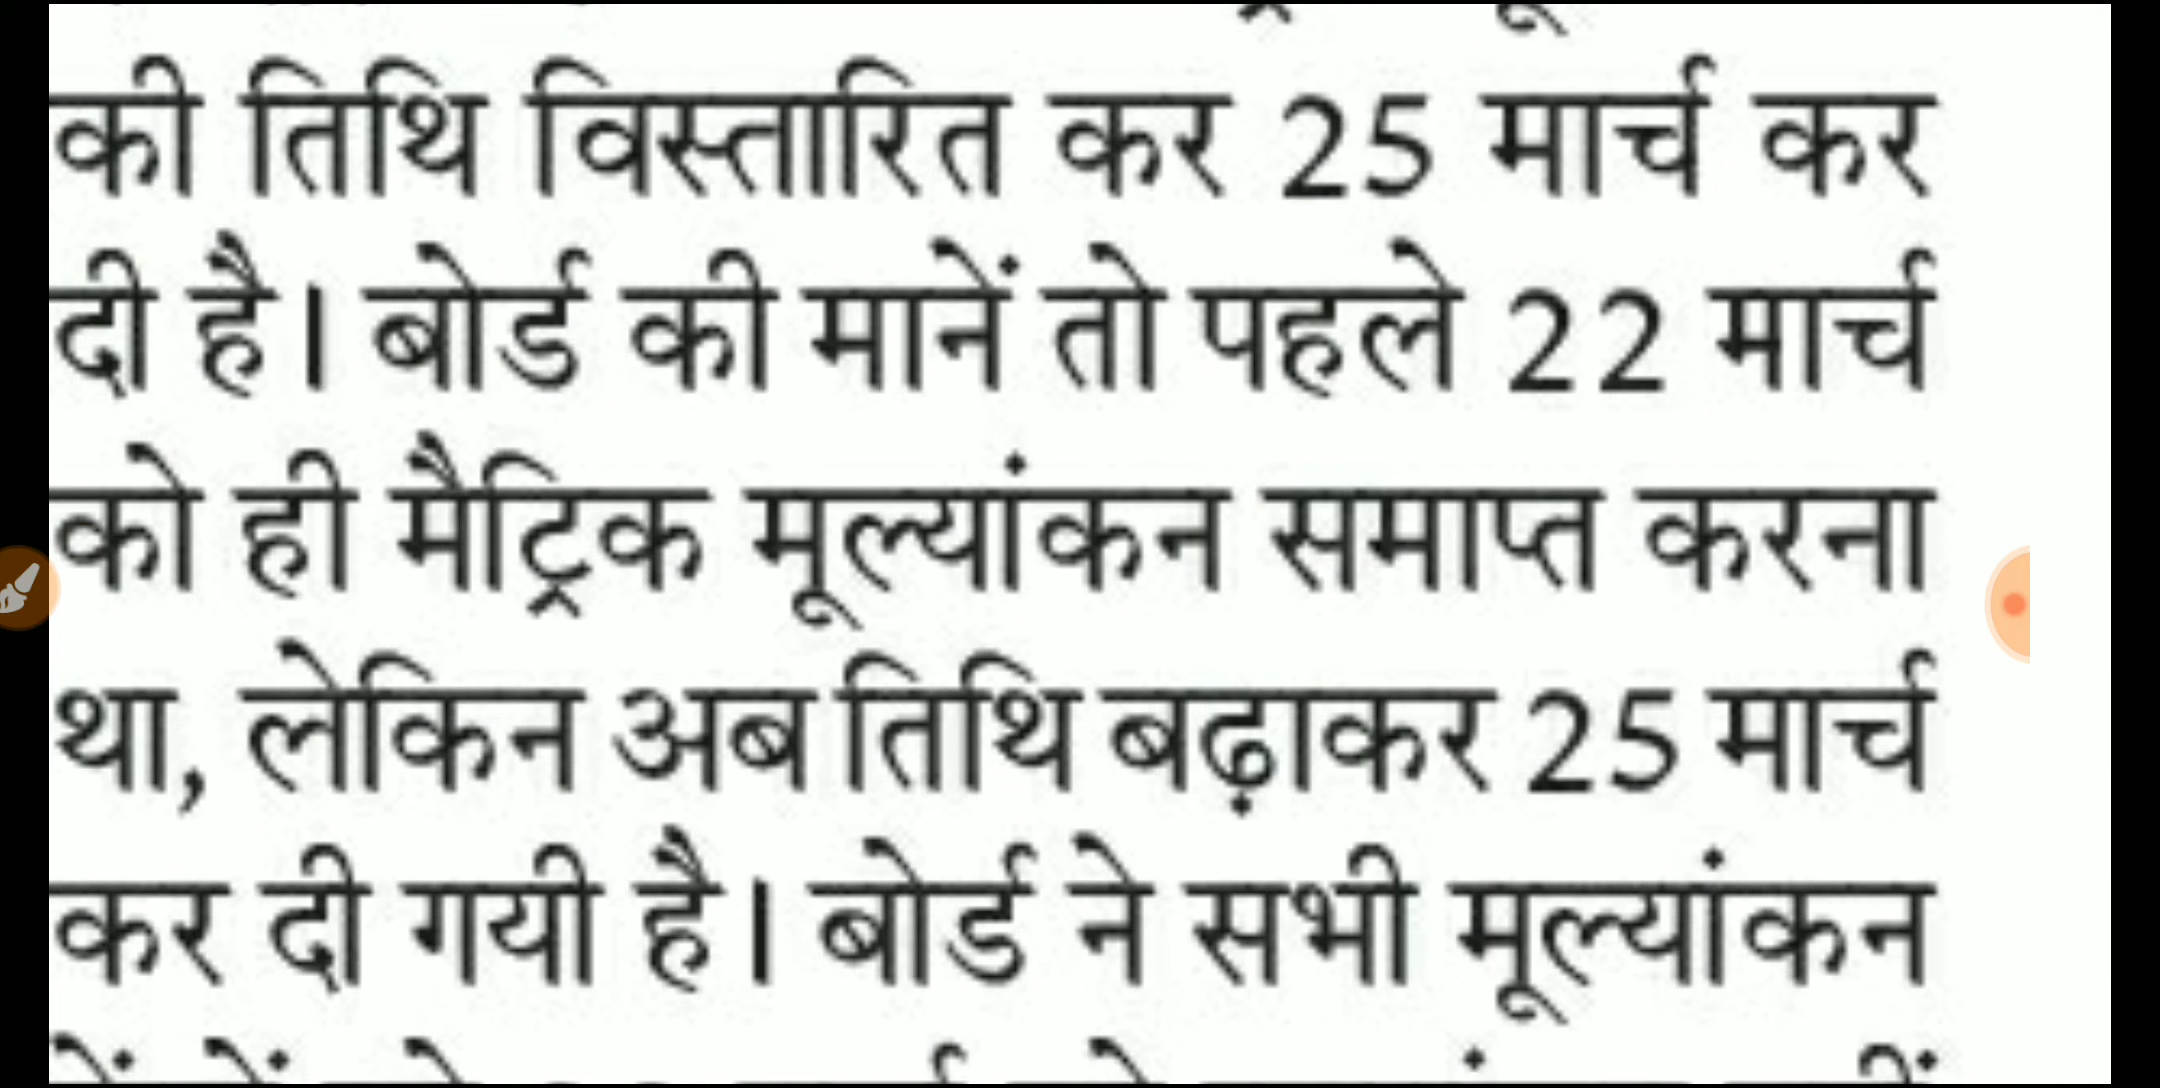 की तिथि विस्तारित कर 25 मार्च कर
दी है। बोर्ड की मानें तो पहले 22 मार्च
को ही मैट्रिक मूल्यांकन समाप्त करना
था, लेकिन अब तिथि बढ़ाकर 25 मार्च
कर दी गयी है। बोर्ड ने सभी मूल्यांकन